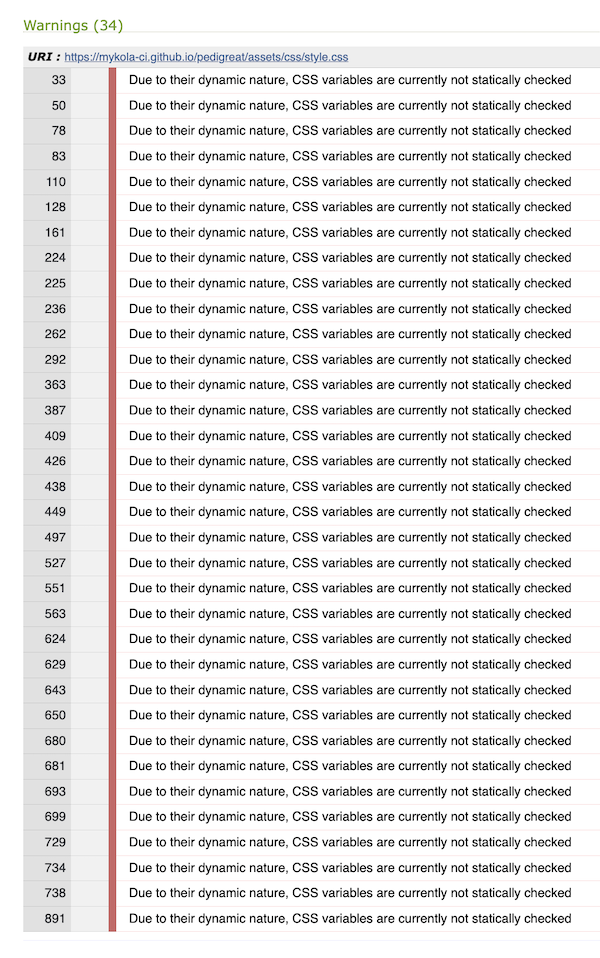 Warnings (34)
URI : https://mykola-ci.github.io/pedigreat/assets/css/style.css
33 Due to their dynamic nature, CSS variables are currently not statically checked
50 Due to their dynamic nature, CSS variables are currently not statically checked
78 Due to their dynamic nature, CSS variables are currently not statically checked
83 Due to their dynamic nature, CSS variables are currently not statically checked
110 Due to their dynamic nature, CSS variables are currently not statically checked
128 Due to their dynamic nature, CSS variables are currently not statically checked
161 Due to their dynamic nature, CSS variables are currently not statically checked
224 Due to their dynamic nature, CSS variables are currently not statically checked
225 Due to their dynamic nature, CSS variables are currently not statically checked
236 Due to their dynamic nature, CSS variables are currently not statically checked
262 Due to their dynamic nature, CSS variables are currently not statically checked
292 Due to their dynamic nature, CSS variables are currently not statically checked
363 Due to their dynamic nature, CSS variables are currently not statically checked
387 Due to their dynamic nature, CSS variables are currently not statically checked
409 Due to their dynamic nature, CSS variables are currently not statically checked
426 Due to their dynamic nature, CSS variables are currently not statically checked
438 Due to their dynamic nature, CSS variables are currently not statically checked
449 Due to their dynamic nature, CSS variables are currently not statically checked
497 Due to their dynamic nature, CSS variables are currently not statically checked
527 Due to their dynamic nature, CSS variables are currently not statically checked
551 Due to their dynamic nature, CSS variables are currently not statically checked
563 Due to their dynamic nature, CSS variables are currently not statically checked
624 Due to their dynamic nature, CSS variables are currently not statically checked
629 Due to their dynamic nature, CSS variables are currently not statically checked
643 Due to their dynamic nature, CSS variables are currently not statically checked
650 Due to their dynamic nature, CSS variables are currently not statically checked
680 Due to their dynamic nature, CSS variables are currently not statically checked
681 Due to their dynamic nature, CSS variables are currently not statically checked
693 Due to their dynamic nature, CSS variables are currently not statically checked
699 Due to their dynamic nature, CSS variables are currently not statically checked
729 Due to their dynamic nature, CSS variables are currently not statically checked
734 Due to their dynamic nature, CSS variables are currently not statically checked
738 Due to their dynamic nature, CSS variables are currently not statically checked
891 Due to their dynamic nature, CSS variables are currently not statically checked